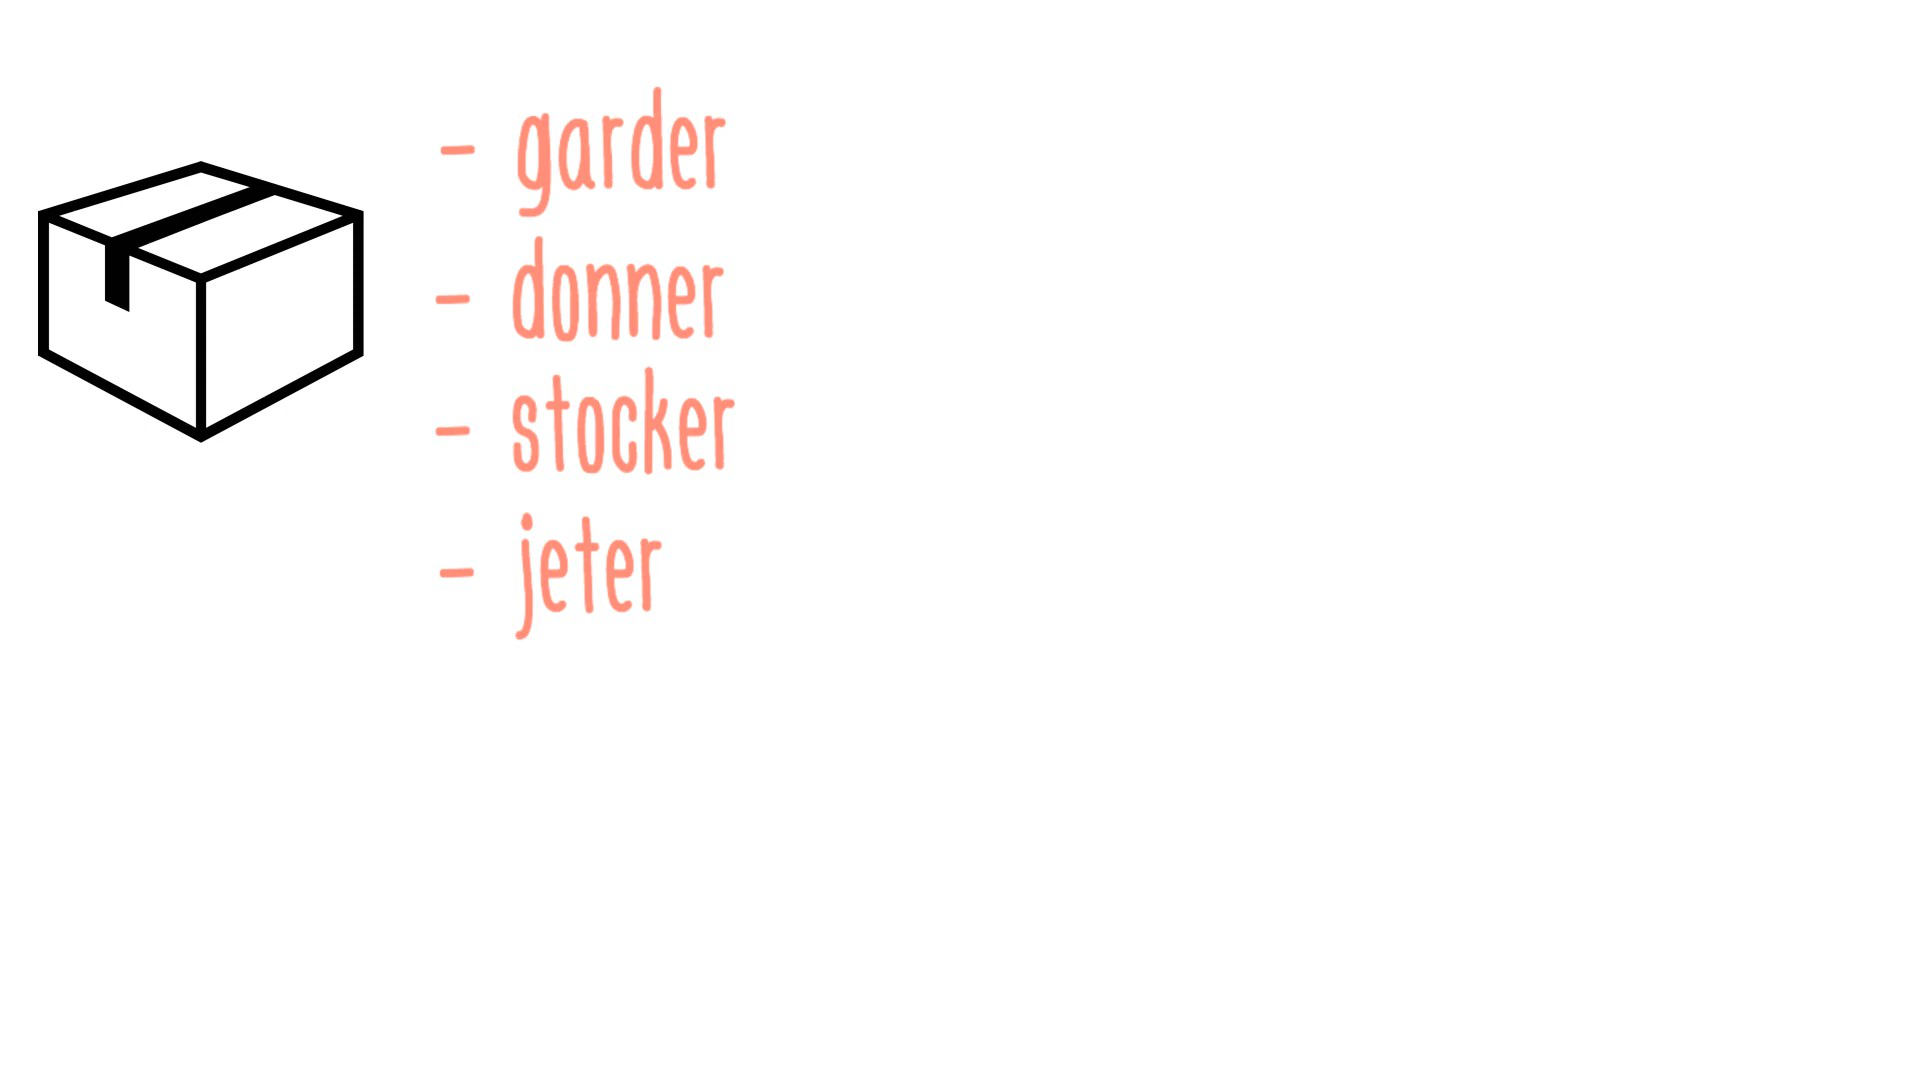 - garder
- donner
- stocker
- jeter